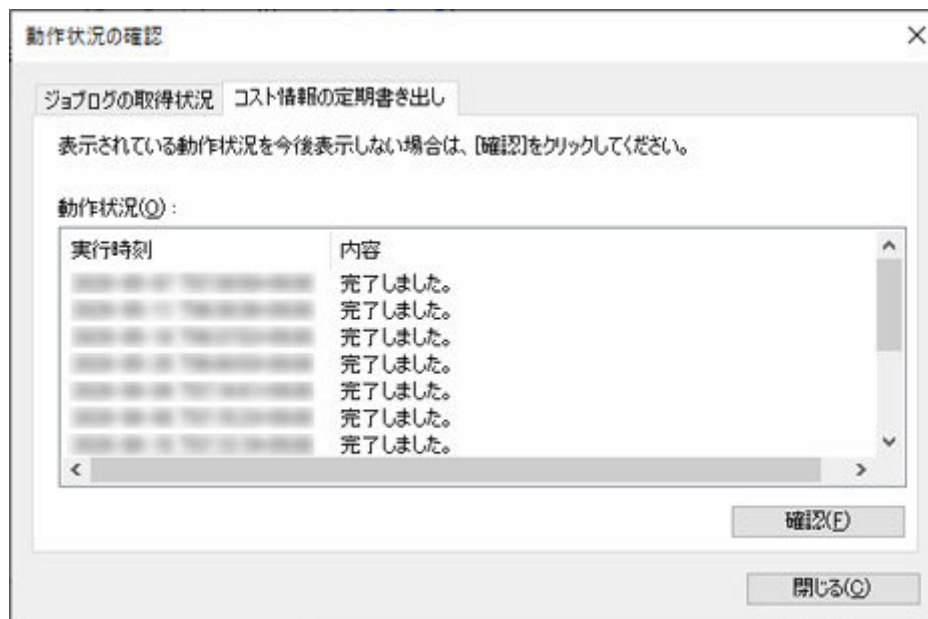 動作状況の確認
ジョブログの取得状況 コスト情報の定期書き出し
表示されている動作状況を今後表示しない場合は、[確認]をクリックしてください。
動作状況(O)：
実行時刻 内容
完了しました。
完了しました。
完了しました。
完了しました。
完了しました。
完了しました。
完了しました。
確認(F)
閉じる(C)